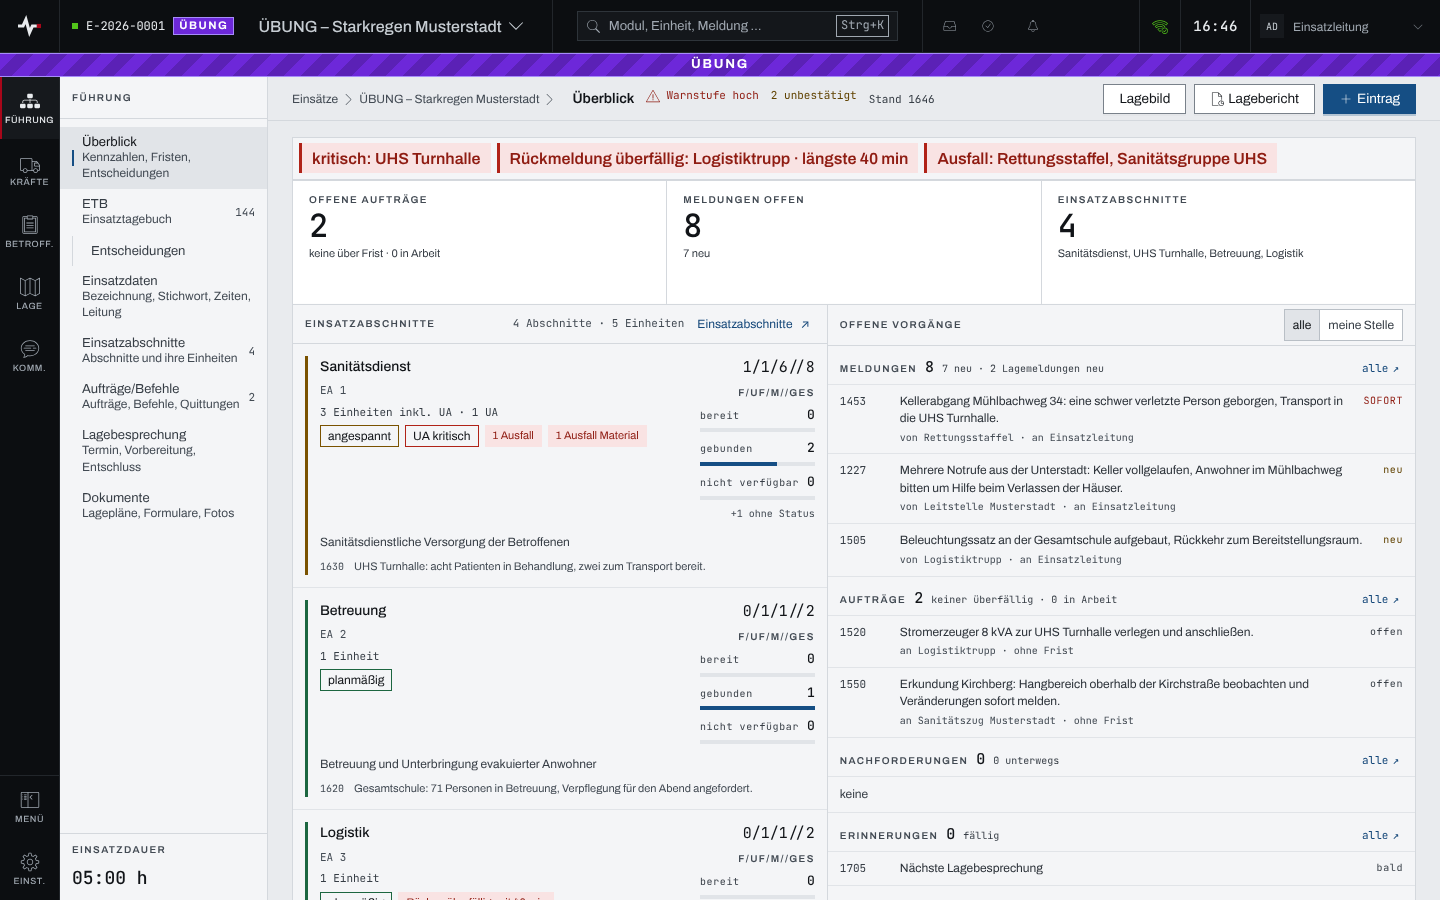 E-2026-0001 ÜBUNG ÜBUNG – Starkregen Musterstadt
Modul, Einheit, Meldung ... Strg+K
16:46
AD Einsatzleitung
ÜBUNG
FÜHRUNG
KRÄFTE
BETROFF.
LAGE
KOMM.
MENÜ
EINST.
FÜHRUNG
Überblick
Kennzahlen, Fristen,
Entscheidungen
ETB
Einsatztagebuch 144
Entscheidungen
Einsatzdaten
Bezeichnung, Stichwort, Zeiten,
Leitung
Einsatzabschnitte
Abschnitte und ihre Einheiten 4
Aufträge/Befehle
Aufträge, Befehle, Quittungen 2
Lagebesprechung
Termin, Vorbereitung,
Entschluss
Dokumente
Lagepläne, Formulare, Fotos
EINSATZDAUER
05:00 h
Einsätze ÜBUNG – Starkregen Musterstadt Überblick Warnstufe hoch 2 unbestätigt Stand 1646
Lagebild Lagebericht + Eintrag
kritisch: UHS Turnhalle Rückmeldung überfällig: Logistiktrupp · längste 40 min Ausfall: Rettungsstaffel, Sanitätsgruppe UHS
OFFENE AUFTRÄGE
2
keine über Frist · 0 in Arbeit
MELDUNGEN OFFEN
8
7 neu
EINSATZABSCHNITTE
4
Sanitätsdienst, UHS Turnhalle, Betreuung, Logistik
EINSATZABSCHNITTE 4 Abschnitte · 5 Einheiten Einsatzabschnitte ↗
Sanitätsdienst 1/1/6//8
EA 1 F/UF/M//GES
3 Einheiten inkl. UA · 1 UA
angespannt UA kritisch 1 Ausfall 1 Ausfall Material
bereit 0
gebunden 2
nicht verfügbar 0
+1 ohne Status
Sanitätsdienstliche Versorgung der Betroffenen
1630 UHS Turnhalle: acht Patienten in Behandlung, zwei zum Transport bereit.
Betreuung 0/1/1//2
EA 2 F/UF/M//GES
1 Einheit
planmäßig
bereit 0
gebunden 1
nicht verfügbar 0
Betreuung und Unterbringung evakuierter Anwohner
1620 Gesamtschule: 71 Personen in Betreuung, Verpflegung für den Abend angefordert.
Logistik 0/1/1//2
EA 3 F/UF/M//GES
1 Einheit
bereit 0
OFFENE VORGÄNGE alle meine Stelle
MELDUNGEN 8 7 neu · 2 Lagemeldungen neu alle ↗
1453 Kellerabgang Mühlbachweg 34: eine schwer verletzte Person geborgen, Transport in SOFORT
die UHS Turnhalle.
von Rettungsstaffel · an Einsatzleitung
1227 Mehrere Notrufe aus der Unterstadt: Keller vollgelaufen, Anwohner im Mühlbachweg neu
bitten um Hilfe beim Verlassen der Häuser.
von Leitstelle Musterstadt · an Einsatzleitung
1505 Beleuchtungssatz an der Gesamtschule aufgebaut, Rückkehr zum Bereitstellungsraum. neu
von Logistiktrupp · an Einsatzleitung
AUFTRÄGE 2 keiner überfällig · 0 in Arbeit alle ↗
1520 Stromerzeuger 8 kVA zur UHS Turnhalle verlegen und anschließen. offen
an Logistiktrupp · ohne Frist
1550 Erkundung Kirchberg: Hangbereich oberhalb der Kirchstraße beobachten und offen
Veränderungen sofort melden.
an Sanitätszug Musterstadt · ohne Frist
NACHFORDERUNGEN 0 0 unterwegs alle ↗
keine
ERINNERUNGEN 0 fällig alle ↗
1705 Nächste Lagebesprechung bald